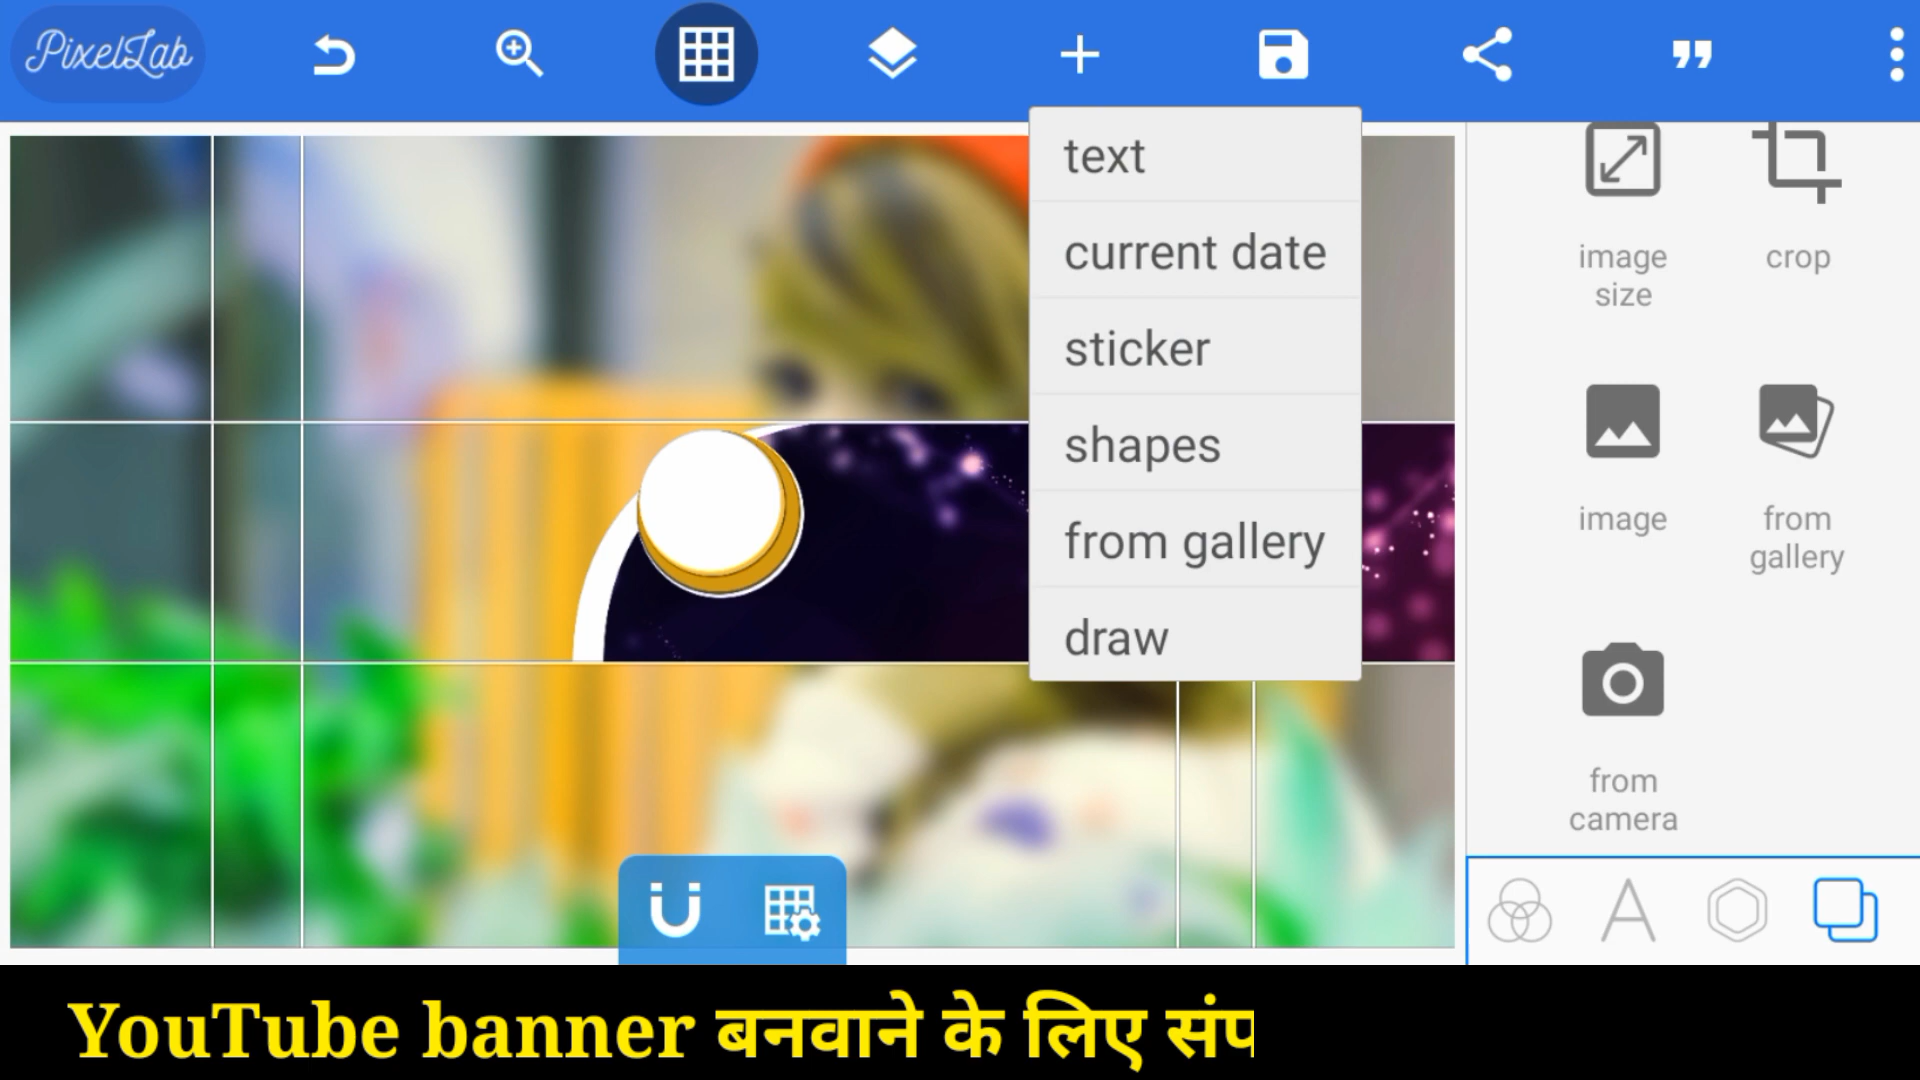 PixelLab
text
current date
sticker
shapes
from gallery
draw
image
size
crop
image
from
gallery
from
camera
YouTube banner बनवाने के लिए